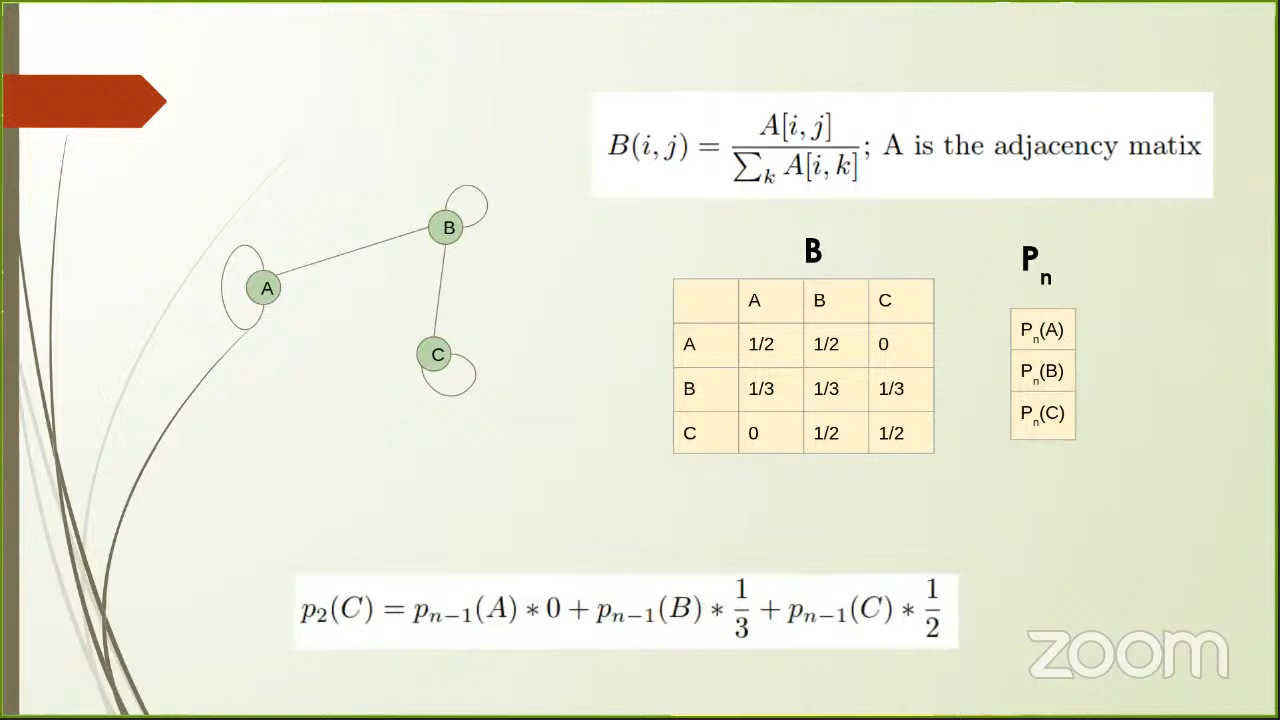 B(i, j) = A[i, j] / ∑_k A[i, k] ; A is the adjacency matix
B
A
C
B
A B C
A 1/2 1/2 0
B 1/3 1/3 1/3
C 0 1/2 1/2
P_n
P_n(A)
P_n(B)
P_n(C)
p_2(C) = p_{n−1}(A) ∗ 0 + p_{n−1}(B) ∗ 1/3 + p_{n−1}(C) ∗ 1/2
zoom